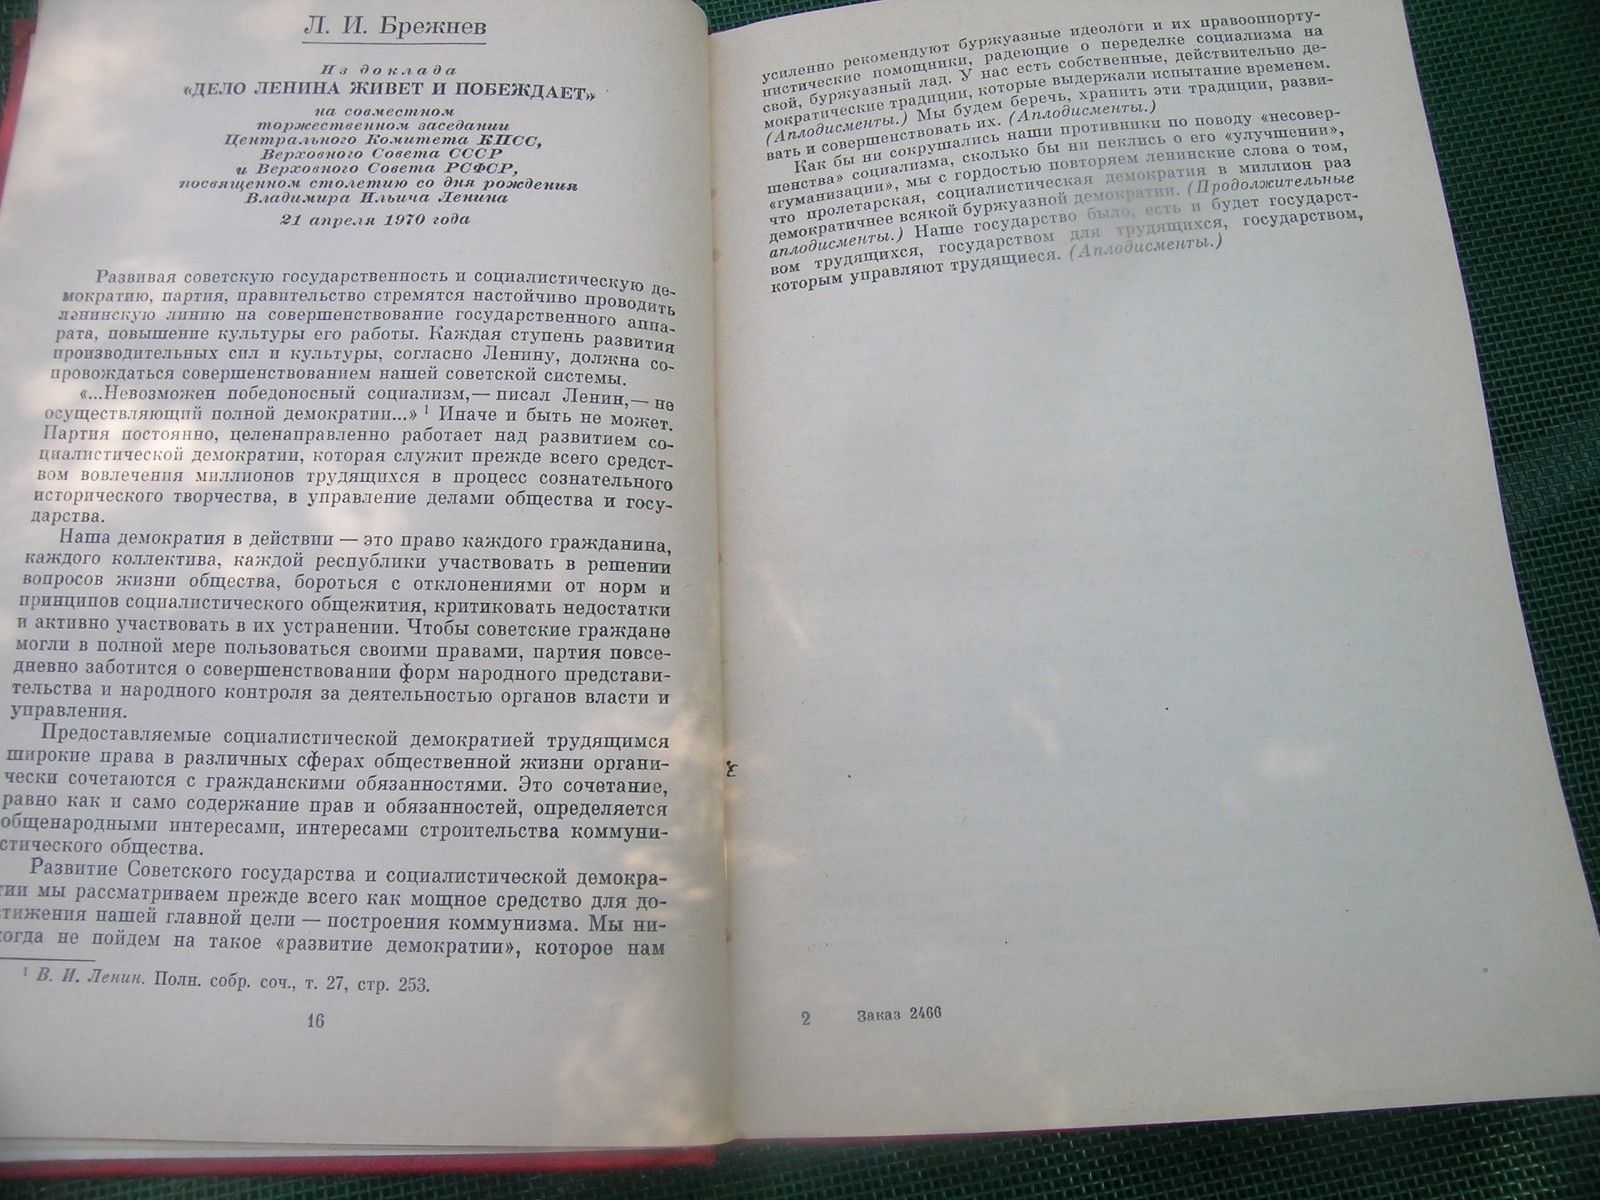 Л. И. Брежнев
Из доклада
«ДЕЛО ЛЕНИНА ЖИВЕТ И ПОБЕЖДАЕТ»
на совместном
торжественном заседании
Центрального Комитета КПСС,
Верховного Совета СССР
и Верховного Совета РСФСР,
посвященном столетию со дня рождения
Владимира Ильича Ленина
21 апреля 1970 года
Развивая советскую государственность и социалистическую де-
мократию, партия, правительство стремятся настойчиво проводить
ленинскую линию на совершенствование государственного аппа-
рата, повышение культуры его работы. Каждая ступень развития
производительных сил и культуры, согласно Ленину, должна со-
провождаться совершенствованием нашей советской системы.
«...Невозможен победоносный социализм,— писал Ленин,— не
осуществляющий полной демократии...» ¹ Иначе и быть не может.
Партия постоянно, целенаправленно работает над развитием со-
циалистической демократии, которая служит прежде всего средст-
вом вовлечения миллионов трудящихся в процесс сознательного
исторического творчества, в управление делами общества и госу-
дарства.
Наша демократия в действии — это право каждого гражданина,
каждого коллектива, каждой республики участвовать в решении
вопросов жизни общества, бороться с отклонениями от норм и
принципов социалистического общежития, критиковать недостатки
и активно участвовать в их устранении. Чтобы советские граждане
могли в полной мере пользоваться своими правами, партия повсе-
дневно заботится о совершенствовании форм народного представи-
тельства и народного контроля за деятельностью органов власти и
управления.
Предоставляемые социалистической демократией трудящимся
широкие права в различных сферах общественной жизни органи-
чески сочетаются с гражданскими обязанностями. Это сочетание,
равно как и само содержание прав и обязанностей, определяется
общенародными интересами, интересами строительства коммуни-
стического общества.
Развитие Советского государства и социалистической демокра-
тии мы рассматриваем прежде всего как мощное средство для до-
стижения нашей главной цели — построения коммунизма. Мы ни-
когда не пойдем на такое «развитие демократии», которое нам
¹ В. И. Ленин. Полн. собр. соч., т. 27, стр. 253.
16
усиленно рекомендуют буржуазные идеологи и их правооппорту-
нистические помощники, радеющие о переделке социализма на
свой, буржуазный лад. У нас есть собственные, действительно де-
мократические традиции, которые выдержали испытание временем.
(Аплодисменты.) Мы будем беречь, хранить эти традиции, разви-
вать и совершенствовать их. (Аплодисменты.)
Как бы ни сокрушались наши противники по поводу «несовер-
шенства» социализма, сколько бы ни пеклись о его «улучшении»,
«гуманизации», мы с гордостью повторяем ленинские слова о том,
что пролетарская, социалистическая демократия в миллион раз
демократичнее всякой буржуазной демократии. (Продолжительные
аплодисменты.) Наше государство было, есть и будет государст-
вом трудящихся, государством для трудящихся, государством,
которым управляют трудящиеся. (Аплодисменты.)
2 Заказ 2466